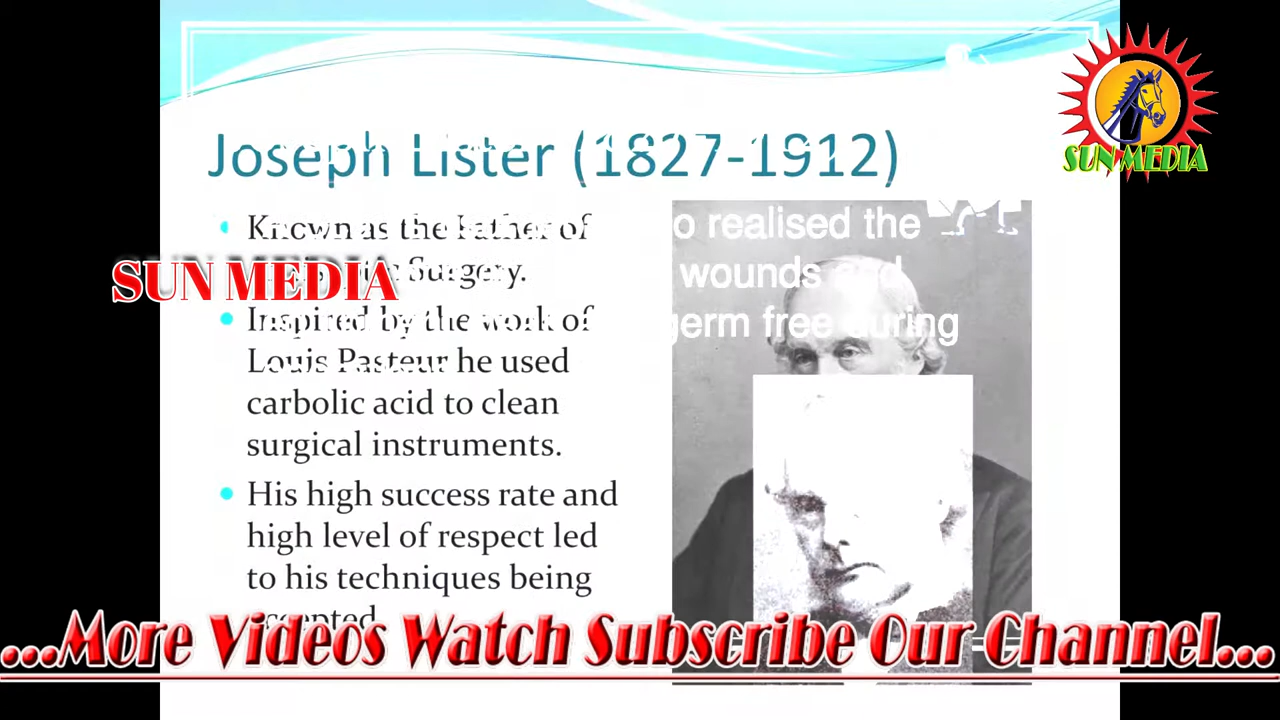 Joseph Lister (1827-1912)
SUN MEDIA
Known as the Father of
Surgery.
SUN MEDIA
Inspired by the work of
Louis Pasteur he used
carbolic acid to clean
surgical instruments.
His high success rate and
high level of respect led
to his techniques being
accepted
realised the
wounds and
germ free during
...More Videos Watch Subscribe Our Channel...